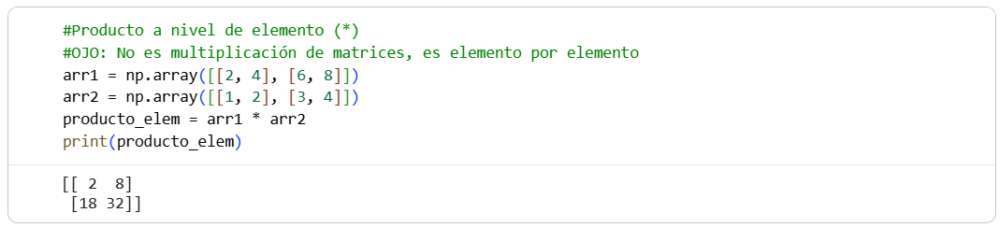 #Producto a nivel de elemento (*)
#OJO: No es multiplicación de matrices, es elemento por elemento
arr1 = np.array([[2, 4], [6, 8]])
arr2 = np.array([[1, 2], [3, 4]])
producto_elem = arr1 * arr2
print(producto_elem)
[[ 2  8]
 [18 32]]